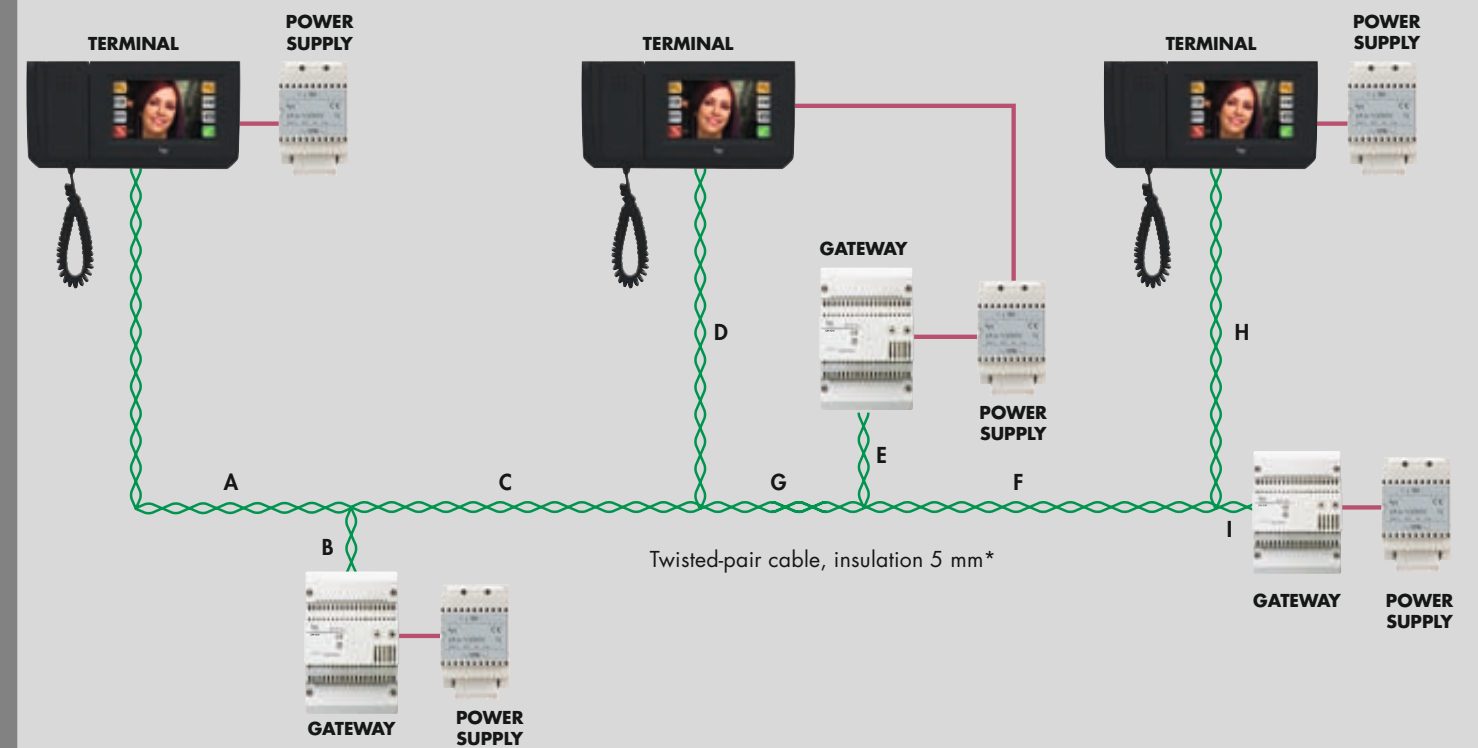 POWER
SUPPLY
TERMINAL
TERMINAL
POWER
SUPPLY
TERMINAL
GATEWAY
D
H
POWER
SUPPLY
E
A
C
G
F
I
B
Twisted-pair cable, insulation 5 mm*
GATEWAY
POWER
SUPPLY
GATEWAY
POWER
SUPPLY